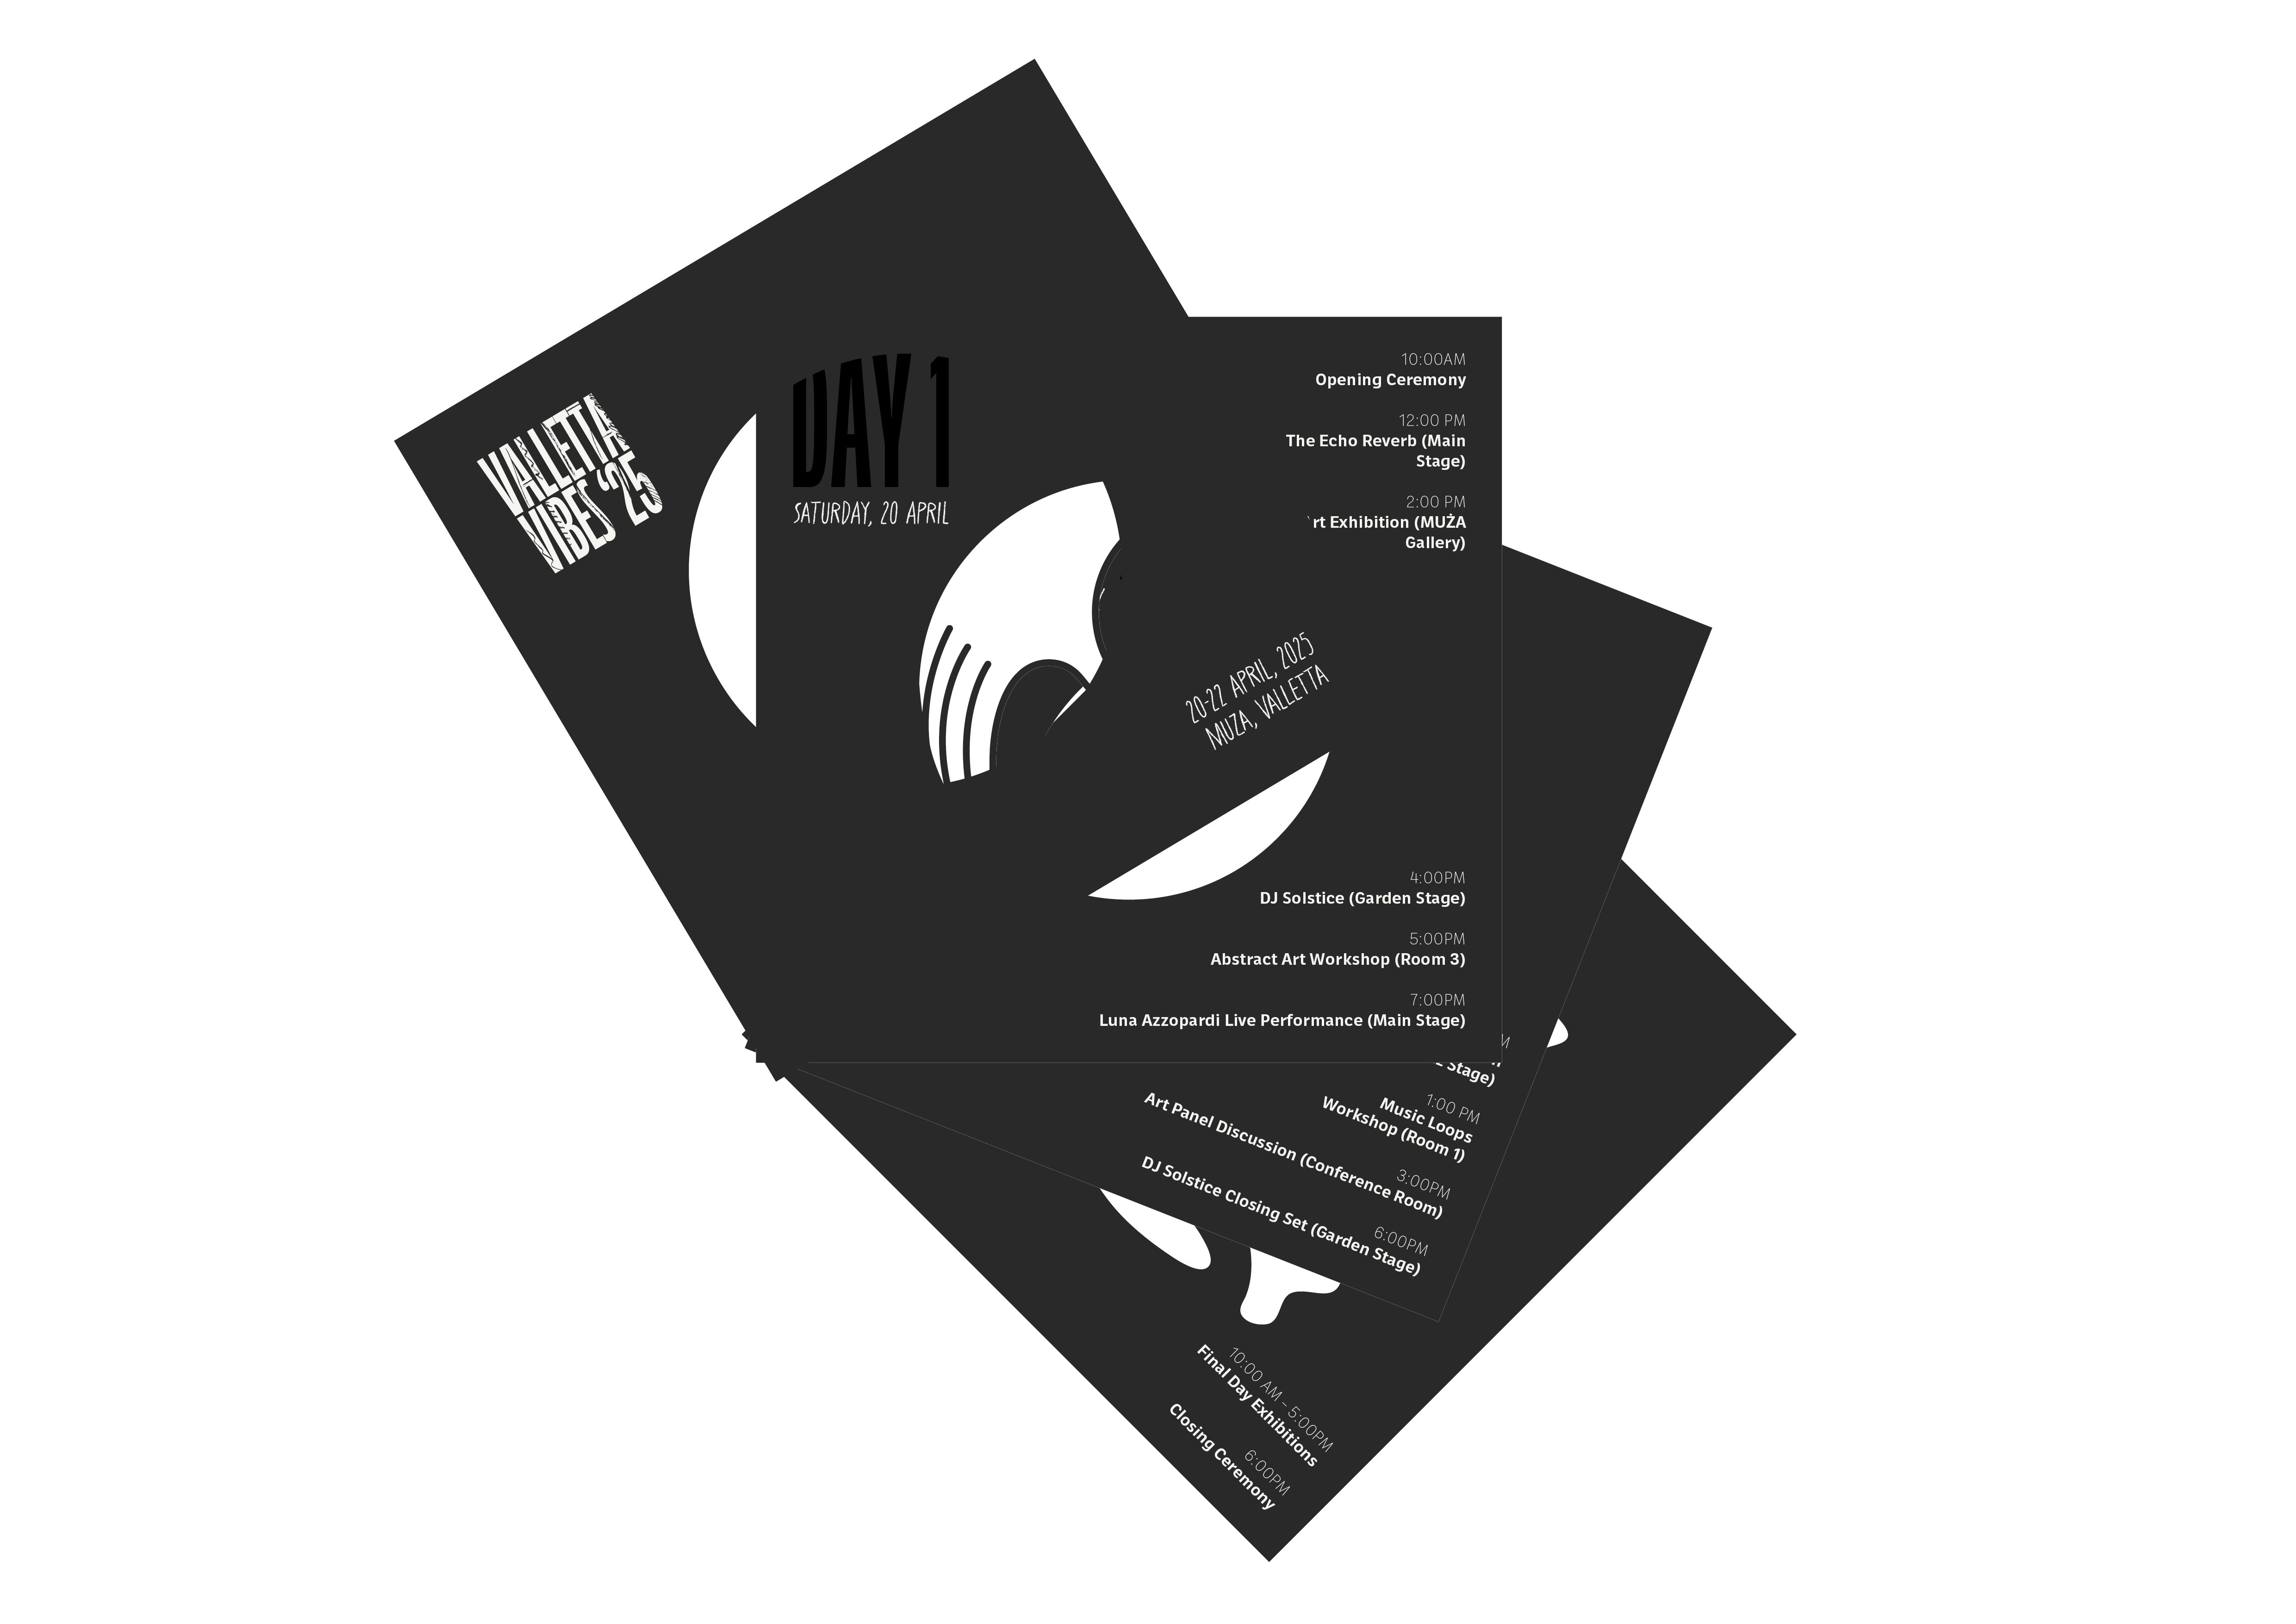 VALLETTA
VIBES '25
DAY 1
SATURDAY, 20 APRIL
10:00AM
Opening Ceremony
12:00 PM
The Echo Reverb (Main
Stage)
2:00 PM
rt Exhibition (MUŻA
Gallery)
20-22 APRIL, 2025
MUZA, VALLETTA
4:00PM
DJ Solstice (Garden Stage)
5:00PM
Abstract Art Workshop (Room 3)
7:00PM
Luna Azzopardi Live Performance (Main Stage)
M
Stage)
1:00 PM
Music Loops
Workshop (Room 1)
3:00PM
Art Panel Discussion (Conference Room)
6:00PM
DJ Solstice Closing Set (Garden Stage)
10:00 AM - 5:00PM
Final Day Exhibitions
6:00PM
Closing Ceremony